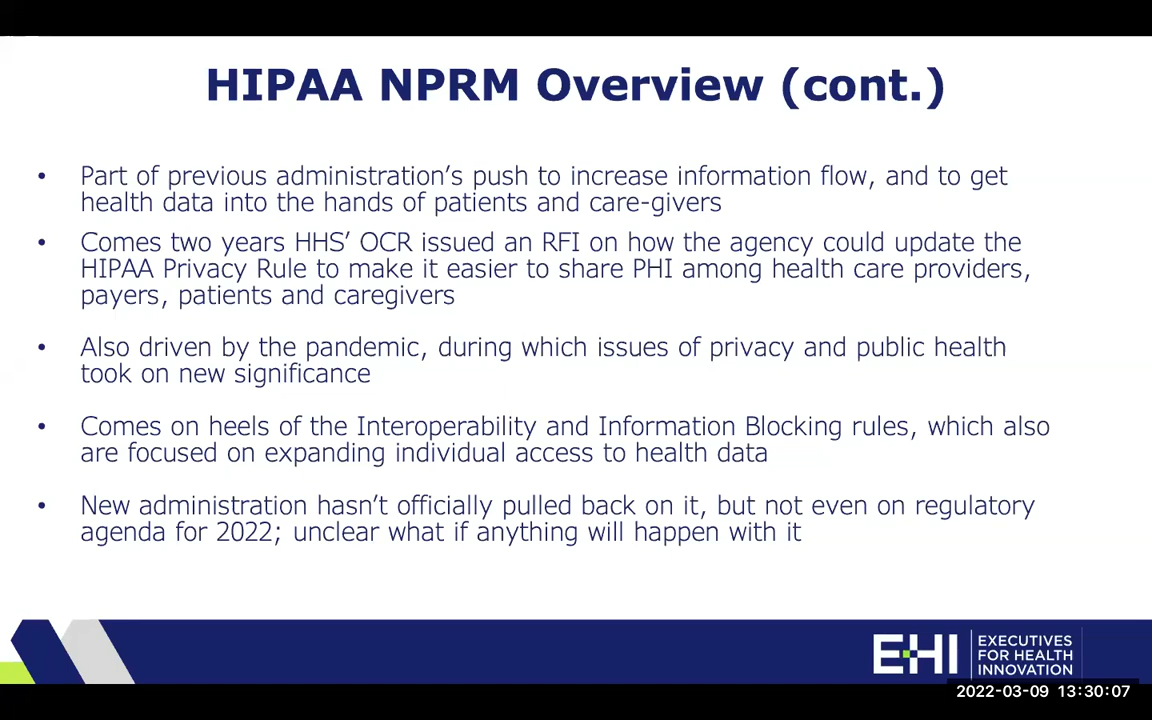 HIPAA NPRM Overview (cont.)
• Part of previous administration’s push to increase information flow, and to get
health data into the hands of patients and care-givers
• Comes two years HHS’ OCR issued an RFI on how the agency could update the
HIPAA Privacy Rule to make it easier to share PHI among health care providers,
payers, patients and caregivers
• Also driven by the pandemic, during which issues of privacy and public health
took on new significance
• Comes on heels of the Interoperability and Information Blocking rules, which also
are focused on expanding individual access to health data
• New administration hasn’t officially pulled back on it, but not even on regulatory
agenda for 2022; unclear what if anything will happen with it
EHI
EXECUTIVES
FOR HEALTH
INNOVATION
2022-03-09 13:30:07